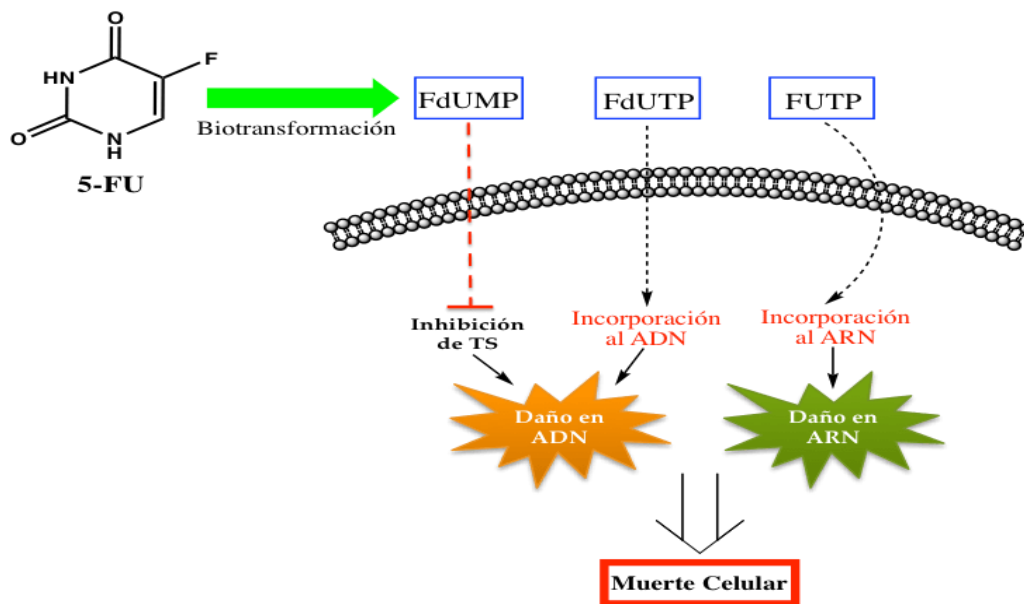 O
F
HN
O
N
H
5-FU
Biotransformación
FdUMP
FdUTP
FUTP
Inhibición
de TS
Incorporación
al ADN
Incorporación
al ARN
Daño en
ADN
Daño en
ARN
Muerte Celular